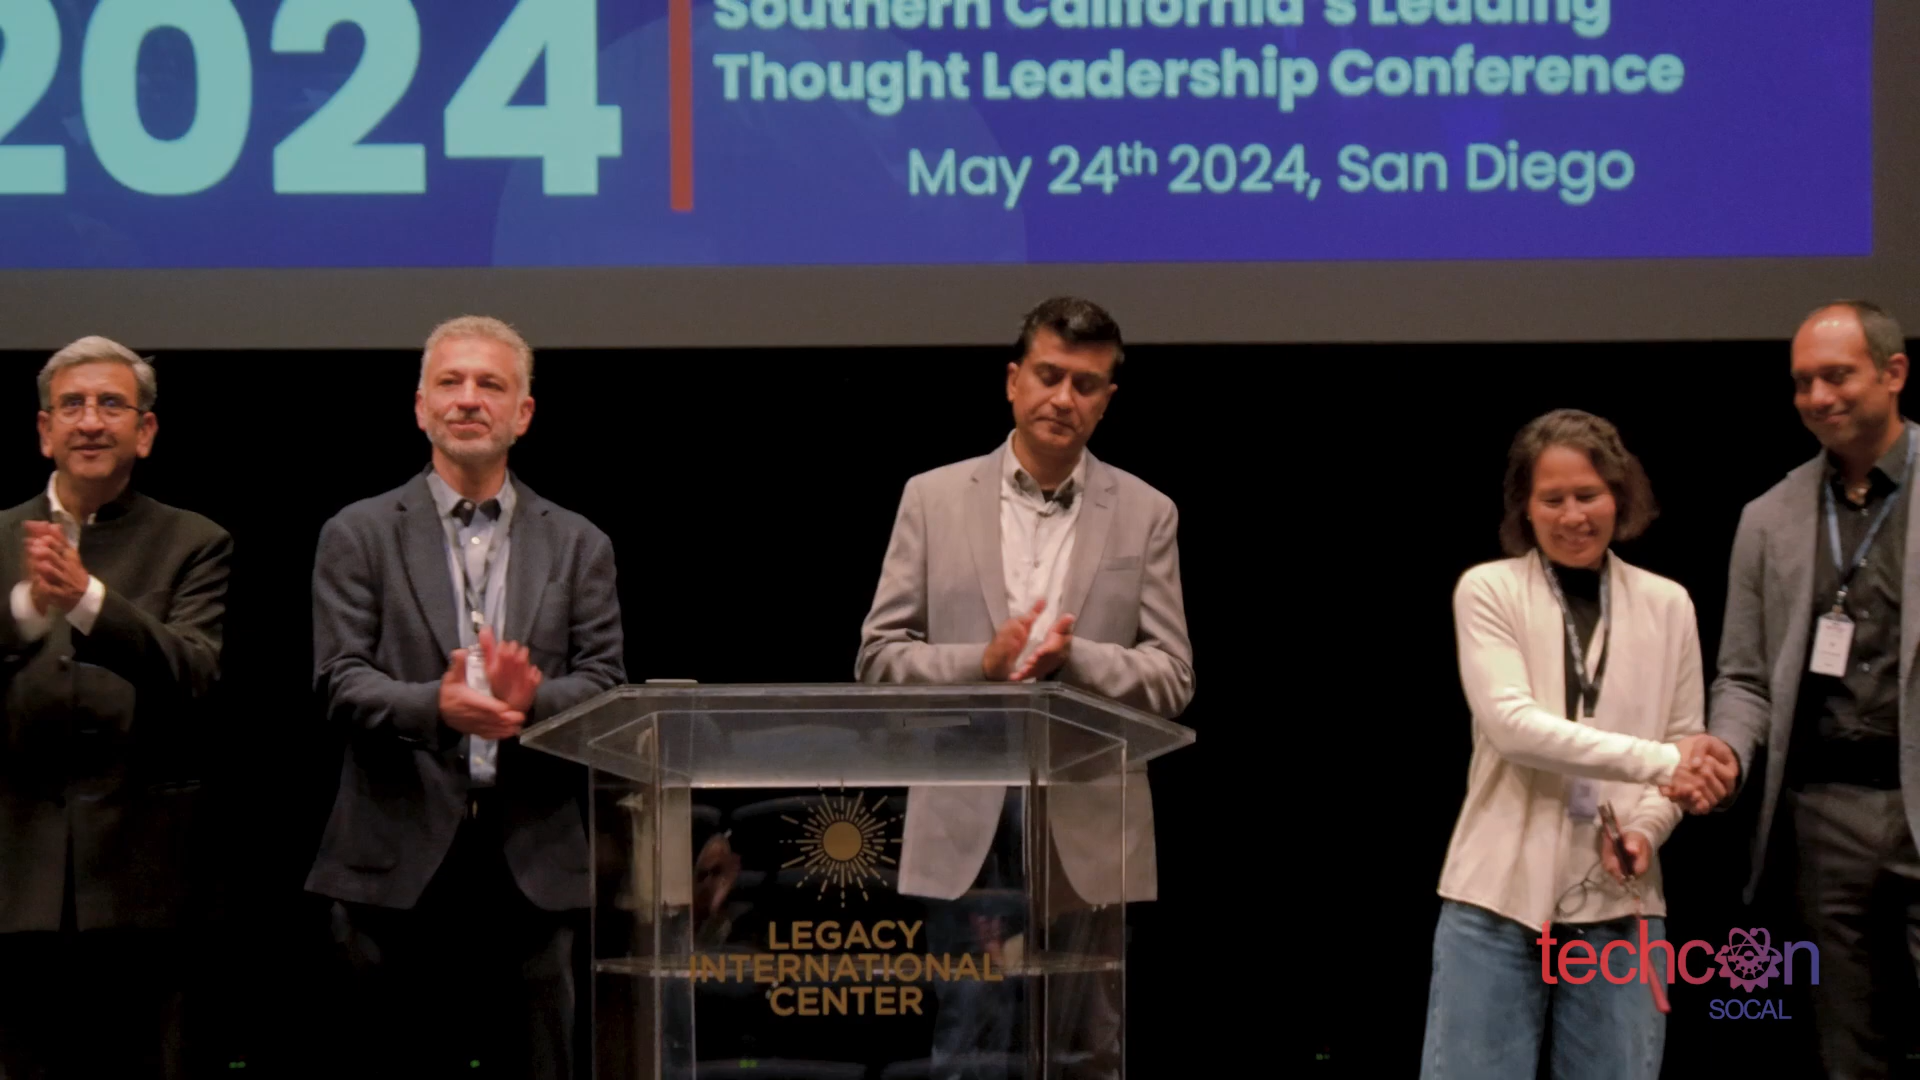 2024
Southern California's Leading
Thought Leadership Conference
May 24th 2024, San Diego
LEGACY
INTERNATIONAL
CENTER
techcon
SOCAL